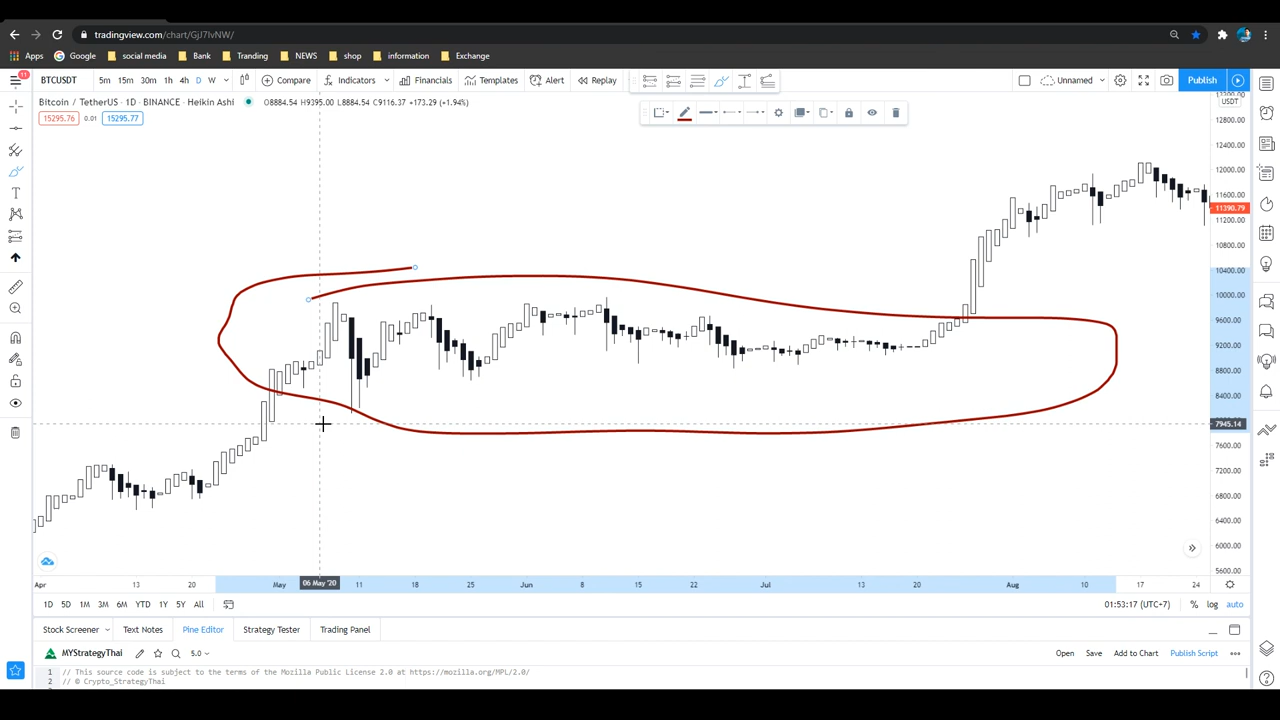 tradingview.com/chart/GjJ7IvNW/
Apps Google social media Bank Tranding NEWS shop information Exchange
11
BTCUSDT 5m 15m 30m 1h 4h D W Compare Indicators Financials Templates Alert Replay Unnamed Publish
Bitcoin / TetherUS · 1D · BINANCE · Heikin Ashi O8884.54 H9395.00 L8884.54 C9116.37 +173.29 (+1.94%)
15295.76 0.01 15295.77
USDT
12800.00
12400.00
12000.00
11600.00
11390.79
11200.00
10800.00
10400.00
10000.00
9600.00
9200.00
8800.00
8400.00
7945.14
7600.00
7200.00
6800.00
6400.00
6000.00
5600.00
Apr 13 20 May 06 May '20 11 18 25 Jun 8 15 22 Jul 13 20 Aug 10 17 24
1D 5D 1M 3M 6M YTD 1Y 5Y All 01:53:17 (UTC+7) % log auto
Stock Screener Text Notes Pine Editor Strategy Tester Trading Panel
MYStrategyThai 5.0 Open Save Add to Chart Publish Script
1 // This source code is subject to the terms of the Mozilla Public License 2.0 at https://mozilla.org/MPL/2.0/
2 // © Crypto_StrategyThai